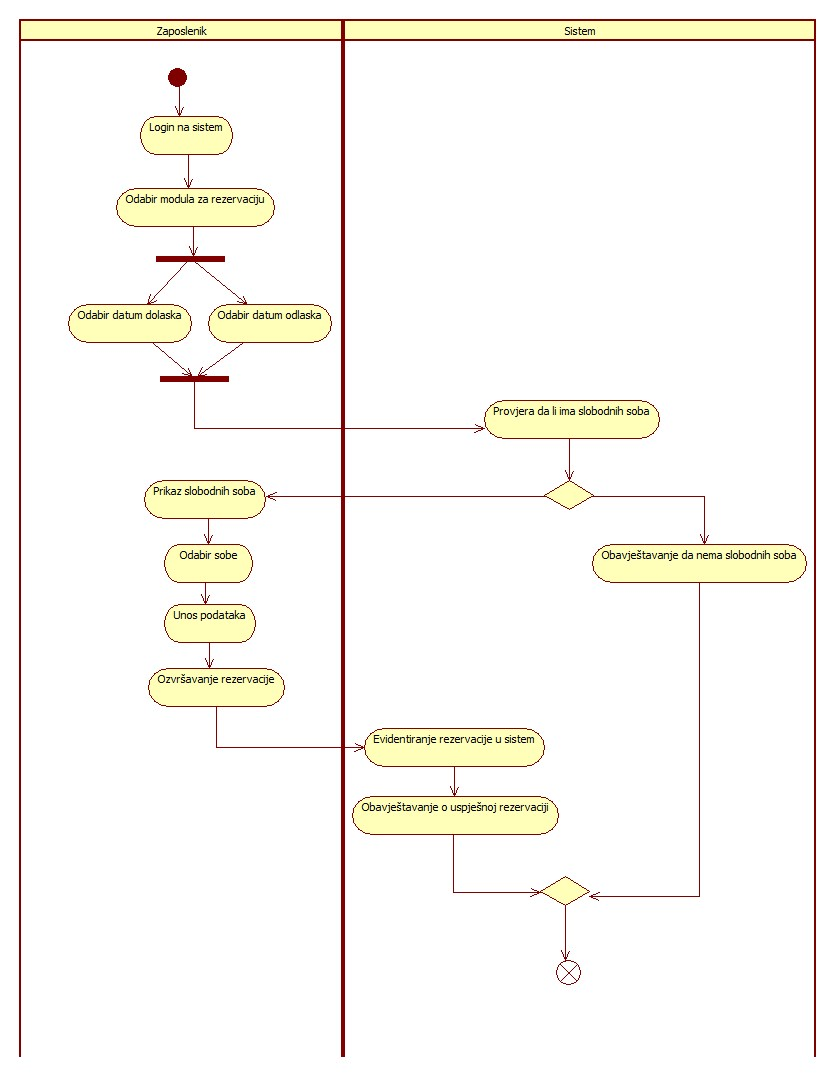 Zaposlenik
Sistem
Login na sistem
Odabir modula za rezervaciju
Odabir datum dolaska
Odabir datum odlaska
Provjera da li ima slobodnih soba
Prikaz slobodnih soba
Odabir sobe
Obavještavanje da nema slobodnih soba
Unos podataka
Ozvršavanje rezervacije
Evidentiranje rezervacije u sistem
Obavještavanje o uspješnoj rezervaciji